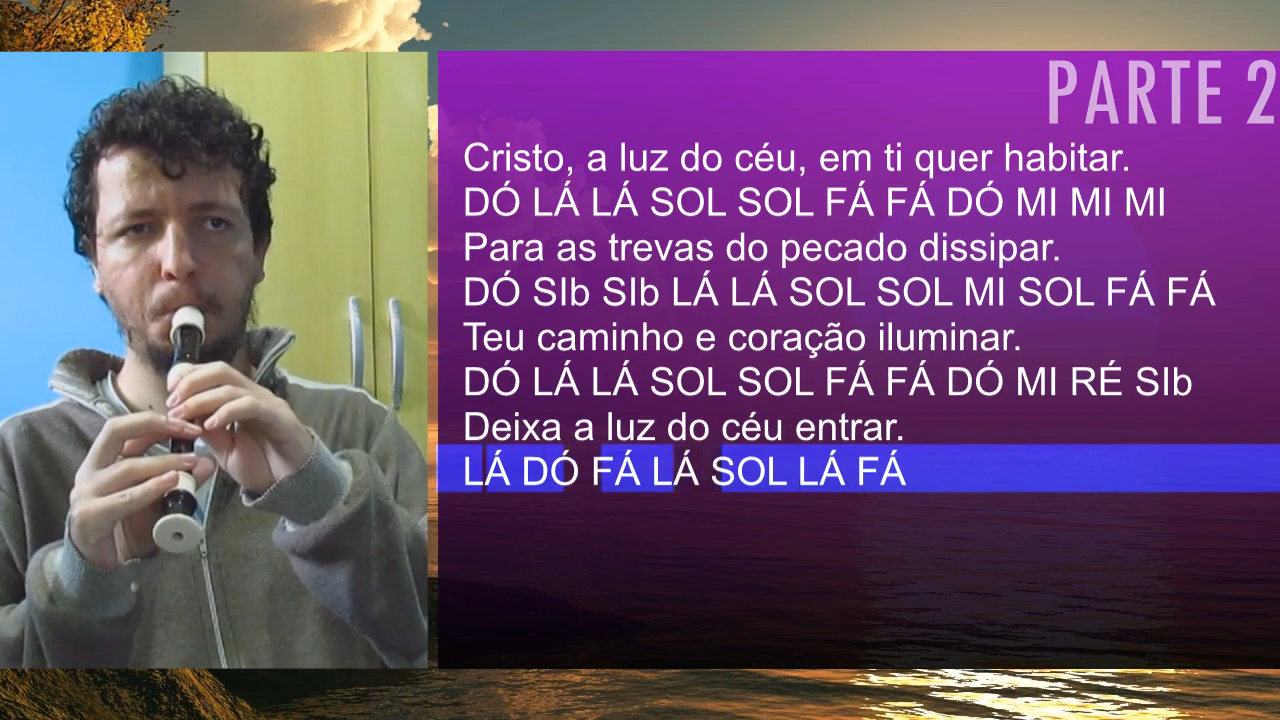 PARTE 2
Cristo, a luz do céu, em ti quer habitar.
DÓ LÁ LÁ SOL SOL FÁ FÁ DÓ MI MI MI
Para as trevas do pecado dissipar.
DÓ SIb SIb LÁ LÁ SOL SOL MI SOL FÁ FÁ
Teu caminho e coração iluminar.
DÓ LÁ LÁ SOL SOL FÁ FÁ DÓ MI RÉ SIb
Deixa a luz do céu entrar.
LÁ DÓ FÁ LÁ SOL LÁ FÁ